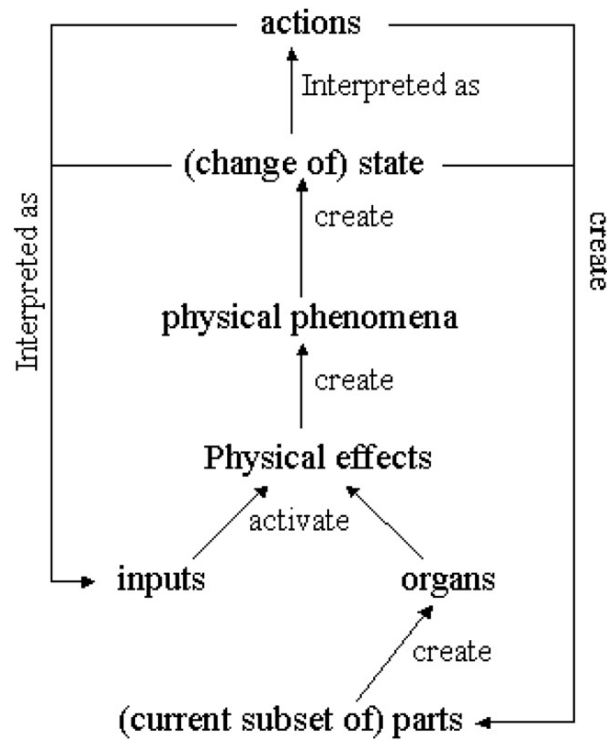 actions
Interpreted as
(change of) state
create
Interpreted as
create
physical phenomena
create
Physical effects
activate
inputs
organs
create
(current subset of) parts